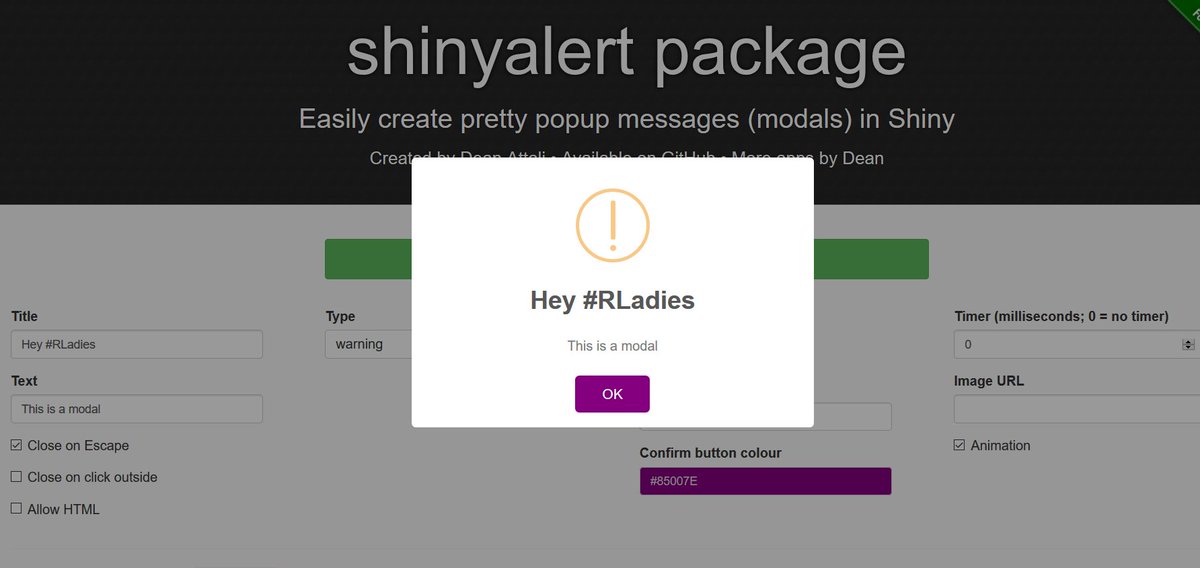 shinyalert package
Easily create pretty popup messages (modals) in Shiny
Created by Dean Attali • Available on GitHub • More apps by Dean
Hey #RLadies
This is a modal
OK
Title
Hey #RLadies
Text
This is a modal
Close on Escape
Close on click outside
Allow HTML
Type
warning
Confirm button colour
#85007E
Timer (milliseconds; 0 = no timer)
0
Image URL
Animation